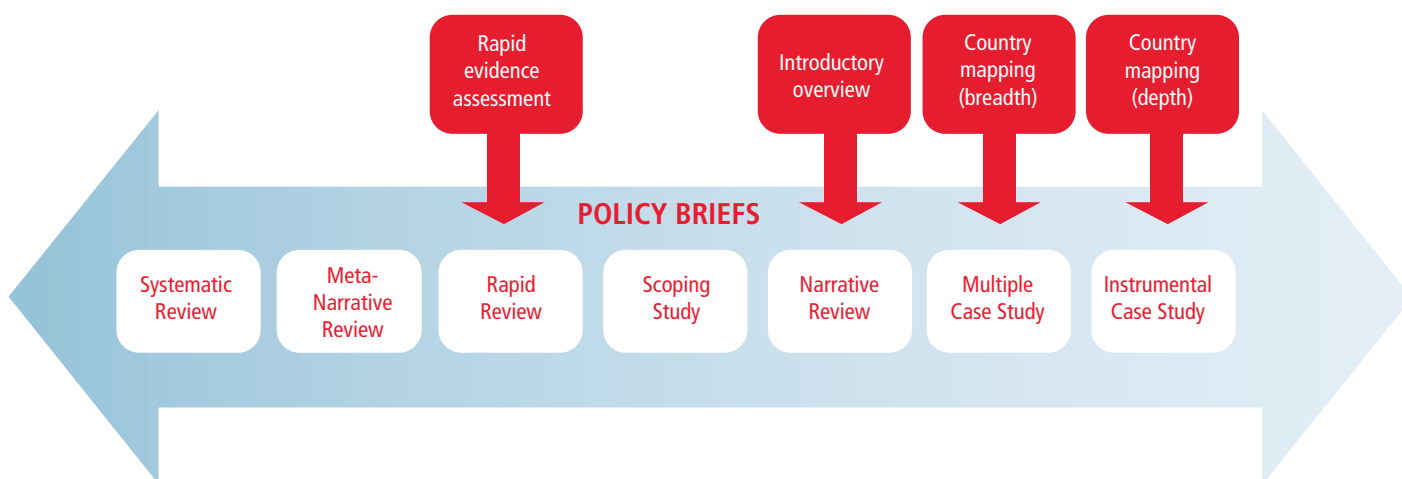 Rapid
evidence
assessment
Introductory
overview
Country
mapping
(breadth)
Country
mapping
(depth)
POLICY BRIEFS
Systematic
Review
Meta-
Narrative
Review
Rapid
Review
Scoping
Study
Narrative
Review
Multiple
Case Study
Instrumental
Case Study